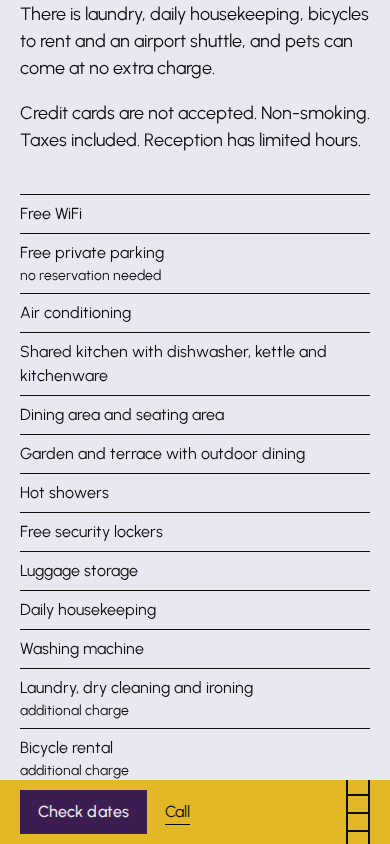 There is laundry, daily housekeeping, bicycles
to rent and an airport shuttle, and pets can
come at no extra charge.
Credit cards are not accepted. Non-smoking.
Taxes included. Reception has limited hours.
Free WiFi
Free private parking
no reservation needed
Air conditioning
Shared kitchen with dishwasher, kettle and
kitchenware
Dining area and seating area
Garden and terrace with outdoor dining
Hot showers
Free security lockers
Luggage storage
Daily housekeeping
Washing machine
Laundry, dry cleaning and ironing
additional charge
Bicycle rental
additional charge
Check dates
Call